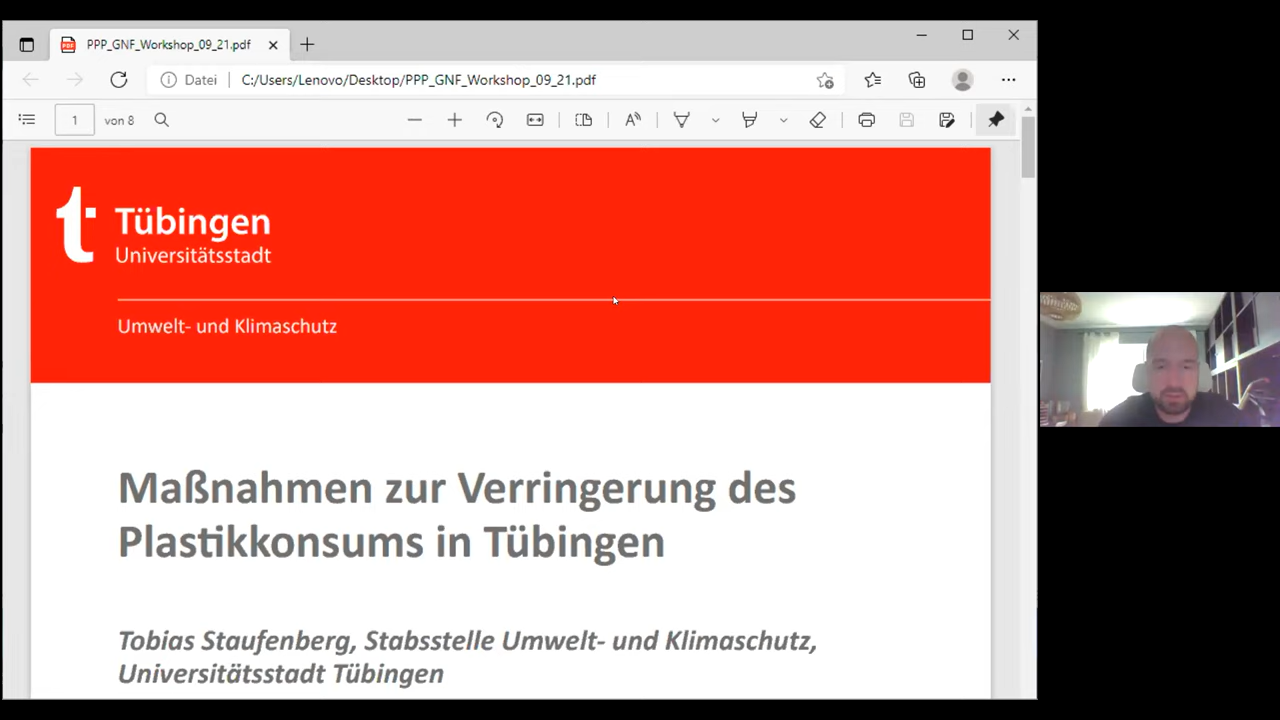 PPP_GNF_Workshop_09_21.pdf
Datei
C:/Users/Lenovo/Desktop/PPP_GNF_Workshop_09_21.pdf
1 von 8
t Tübingen
Universitätsstadt
Umwelt- und Klimaschutz
Maßnahmen zur Verringerung des
Plastikkonsums in Tübingen
Tobias Staufenberg, Stabsstelle Umwelt- und Klimaschutz,
Universitätsstadt Tübingen